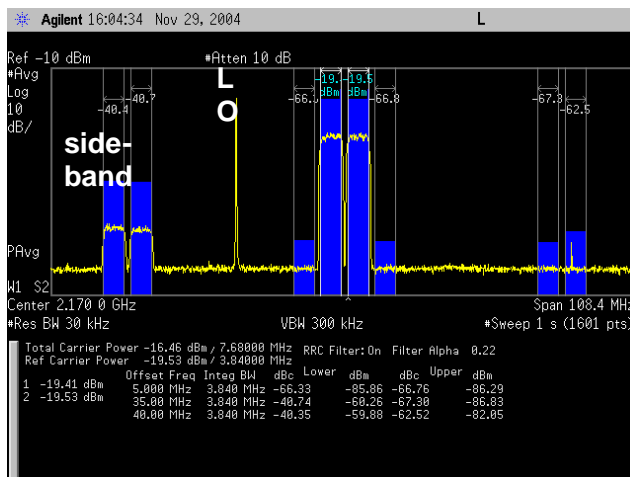 Agilent 16:04:34 Nov 29, 2004 L
Ref -10 dBm #Atten 10 dB
#Avg
Log
10
dB/
-40.4 -40.7 -66.8 -67.3 -62.5
-19.5
dBm dBm
L
O
side-
band
PAvg
W1 S2
Center 2.170 0 GHz Span 108.4 MHz
#Res BW 30 kHz VBW 300 kHz #Sweep 1 s (1601 pts)
Total Carrier Power -16.46 dBm / 7.68000 MHz RRC Filter: On Filter Alpha 0.22
Ref Carrier Power -19.53 dBm / 3.84000 MHz
Offset Freq Integ BW dBc Lower dBm dBc Upper dBm
1 -19.41 dBm 5.000 MHz 3.840 MHz -66.33 -85.86 -66.76 -86.29
2 -19.53 dBm 35.00 MHz 3.840 MHz -40.74 -60.26 -67.30 -86.83
40.00 MHz 3.840 MHz -40.35 -59.88 -62.52 -82.05